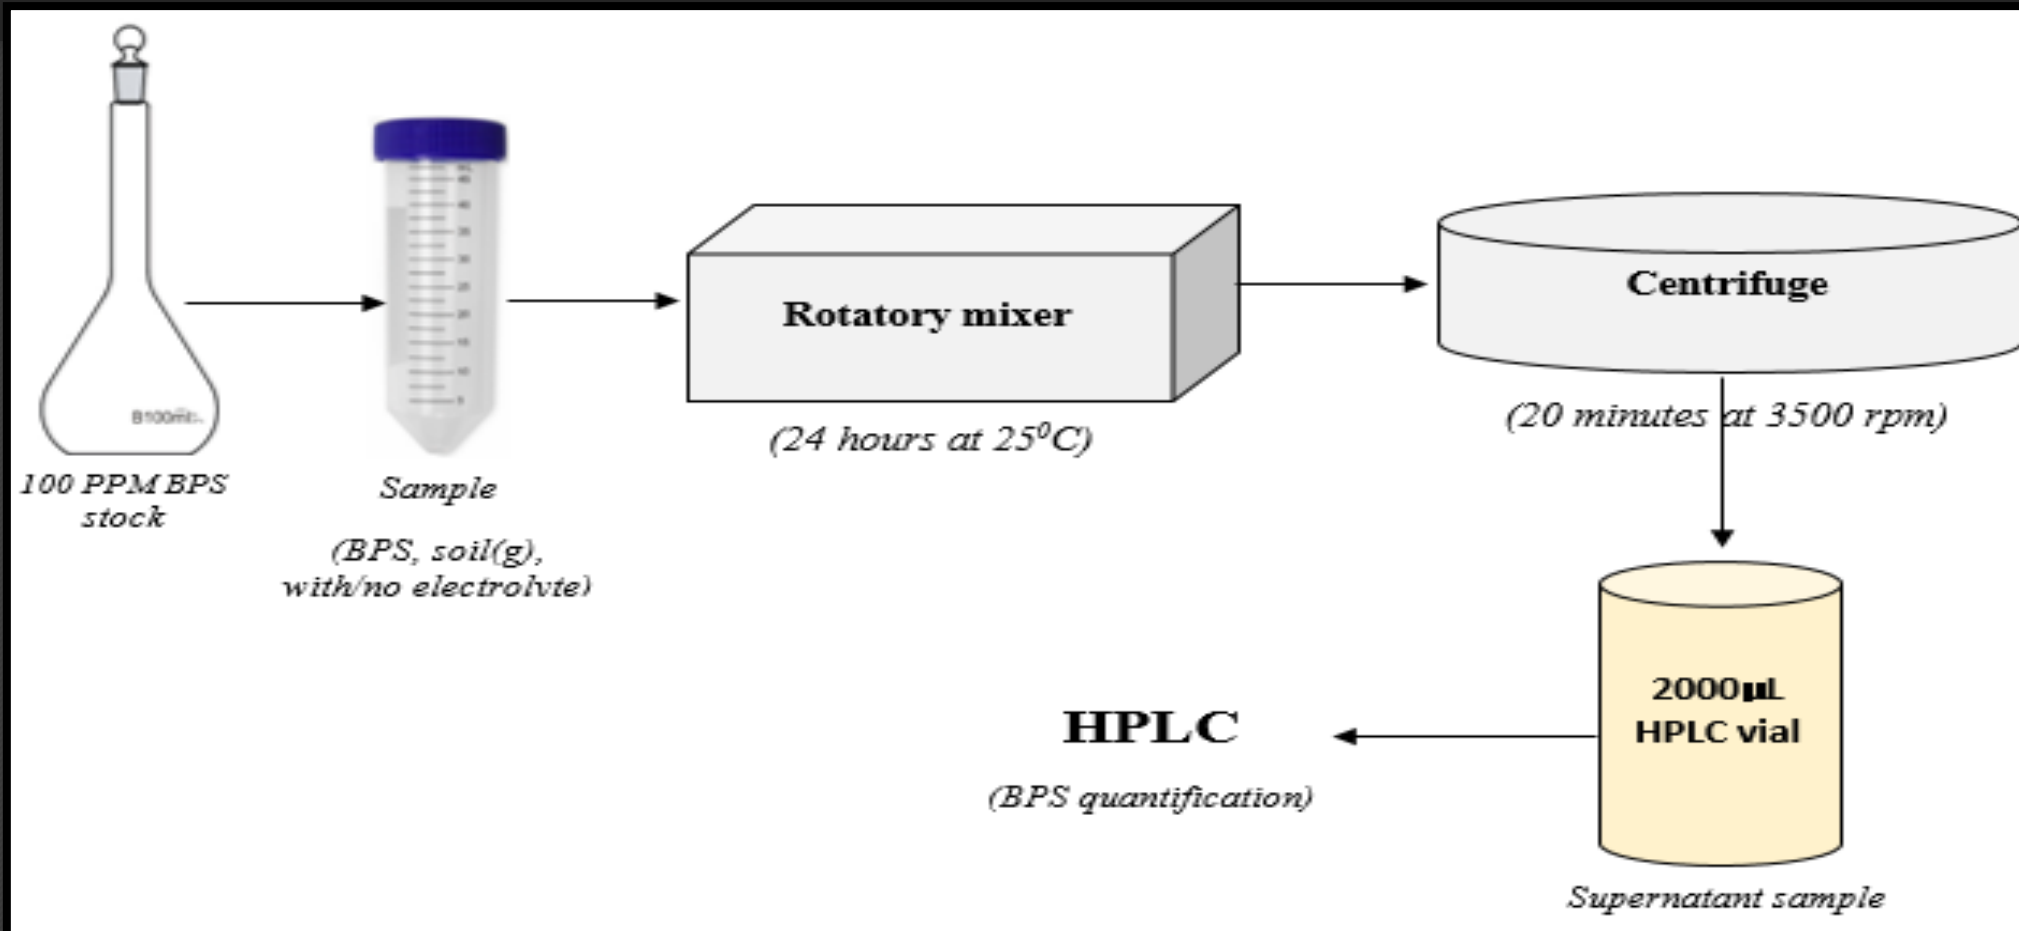 B100ml
100 PPM BPS
stock
Sample
(BPS, soil(g),
with/no electrolyte)
Rotatory mixer
(24 hours at 25⁰C)
Centrifuge
(20 minutes at 3500 rpm)
2000µL
HPLC vial
Supernatant sample
HPLC
(BPS quantification)